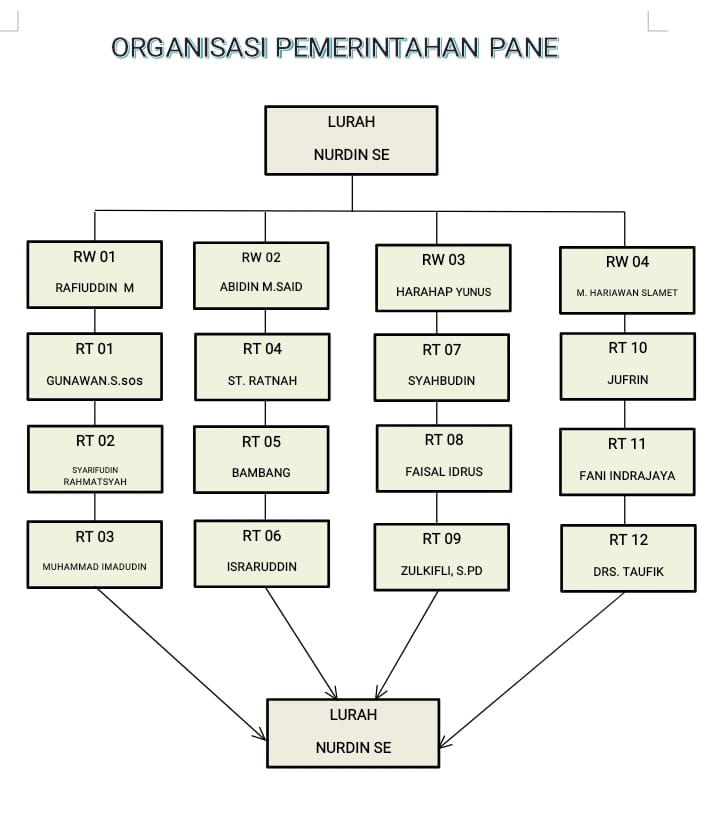 ORGANISASI PEMERINTAHAN PANE
LURAH
NURDIN SE
RW 01
RAFIUDDIN M
RW 02
ABIDIN M.SAID
RW 03
HARAHAP YUNUS
RW 04
M. HARIAWAN SLAMET
RT 01
GUNAWAN.S.sos
RT 04
ST. RATNAH
RT 07
SYAHBUDIN
RT 10
JUFRIN
RT 02
SYARIFUDIN
RAHMATSYAH
RT 05
BAMBANG
RT 08
FAISAL IDRUS
RT 11
FANI INDRAJAYA
RT 03
MUHAMMAD IMADUDIN
RT 06
ISRARUDDIN
RT 09
ZULKIFLI, S.PD
RT 12
DRS. TAUFIK
LURAH
NURDIN SE